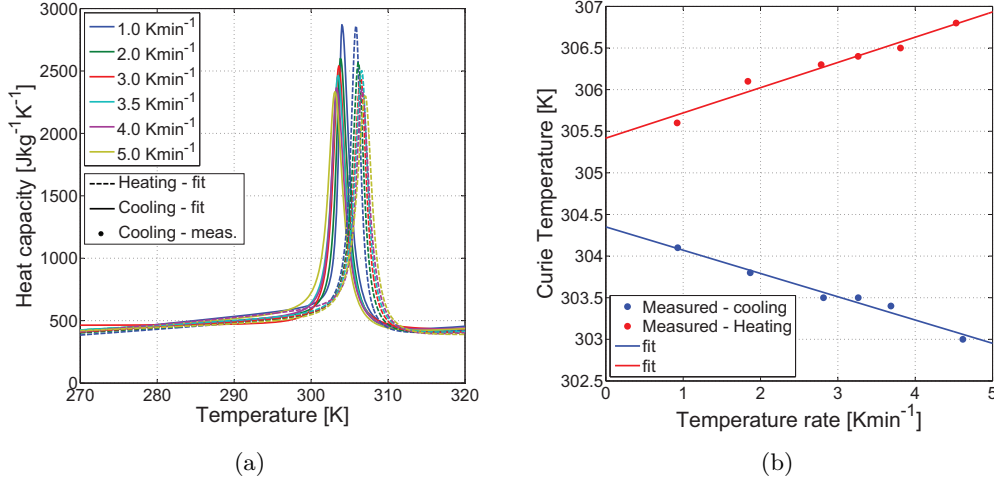 3000
2500
2000
1500
1000
500
0
270
280
290
300
310
320
Heat capacity [Jkg⁻¹K⁻¹]
Temperature [K]
1.0 Kmin⁻¹
2.0 Kmin⁻¹
3.0 Kmin⁻¹
3.5 Kmin⁻¹
4.0 Kmin⁻¹
5.0 Kmin⁻¹
Heating - fit
Cooling - fit
Cooling - meas.
(a)
307
306.5
306
305.5
305
304.5
304
303.5
303
302.5
0
1
2
3
4
5
Curie Temperature [K]
Temperature rate [Kmin⁻¹]
Measured - cooling
Measured - Heating
fit
fit
(b)